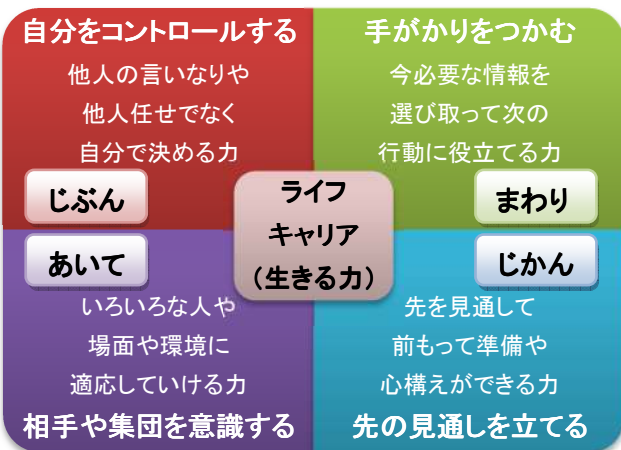 自分をコントロールする
他人の言いなりや
他人任せでなく
自分で決める力
じぶん
手がかりをつかむ
今必要な情報を
選び取って次の
行動に役立てる力
まわり
ライフ
キャリア
（生きる力）
あいて
いろいろな人や
場面や環境に
適応していける力
相手や集団を意識する
じかん
先を見通して
前もって準備や
心構えができる力
先の見通しを立てる